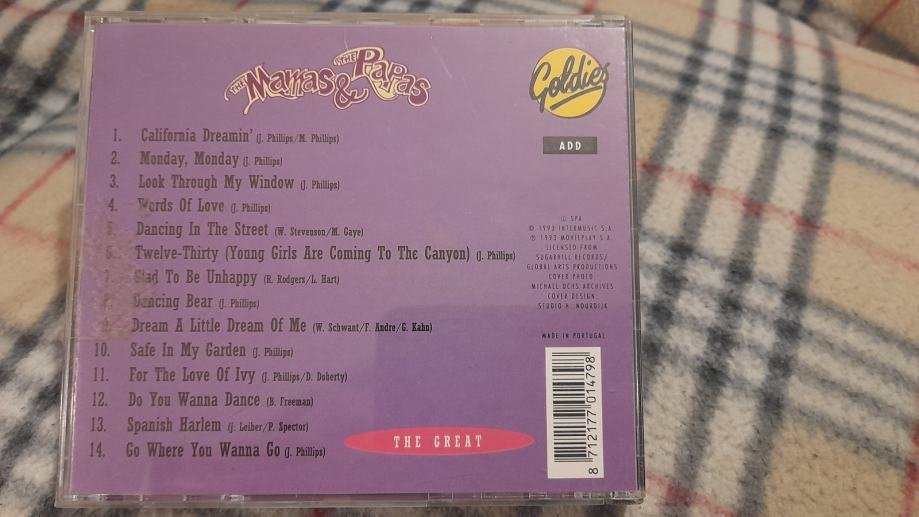 THE MAMAS & THE PAPAS
Goldies
ADD
1. California Dreamin' (J. Phillips/M. Phillips)
2. Monday, Monday (J. Phillips)
3. Look Through My Window (J. Phillips)
4. Words Of Love (J. Phillips)
5. Dancing In The Street (W. Stevenson/M. Gaye)
6. Twelve-Thirty (Young Girls Are Coming To The Canyon) (J. Phillips)
7. Glad To Be Unhappy (R. Rodgers/L. Hart)
8. Dancing Bear (J. Phillips)
9. Dream A Little Dream Of Me (W. Schwant/F. Andre/G. Kahn)
10. Safe In My Garden (J. Phillips)
11. For The Love Of Ivy (J. Phillips/D. Doherty)
12. Do You Wanna Dance (B. Freeman)
13. Spanish Harlem (J. Leiber/P. Spector)
14. Go Where You Wanna Go (J. Phillips)
THE GREAT
SPA
© 1993 INTERMUSIC S.A.
℗ 1993 MOVIEPLAY S.A.
LICENSED FROM
SUGARHILL RECORDS/
GLOBAL ARTS PRODUCTIONS
COVER PHOTO:
MICHAEL OCHS ARCHIVES
COVER DESIGN:
STUDIO H. NOORDIJK
MADE IN PORTUGAL
8 712177 014798